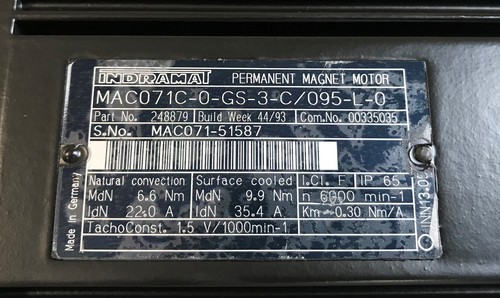 INDRAMAT PERMANENT MAGNET MOTOR
MAC071C-0-GS-3-C/095-L-0
Part No. 248879 Build Week 44/93 Com.No. 00335035
S.No. MAC071-51587
Natural convection Surface cooled I.Cl. F IP 65
MdN 6.6 Nm MdN 9.9 Nm n 6000 min-1
IdN 22.0 A IdN 35.4 A Km 0.30 Nm/A
TachoConst. 1.5 V/1000min-1
Made in Germany